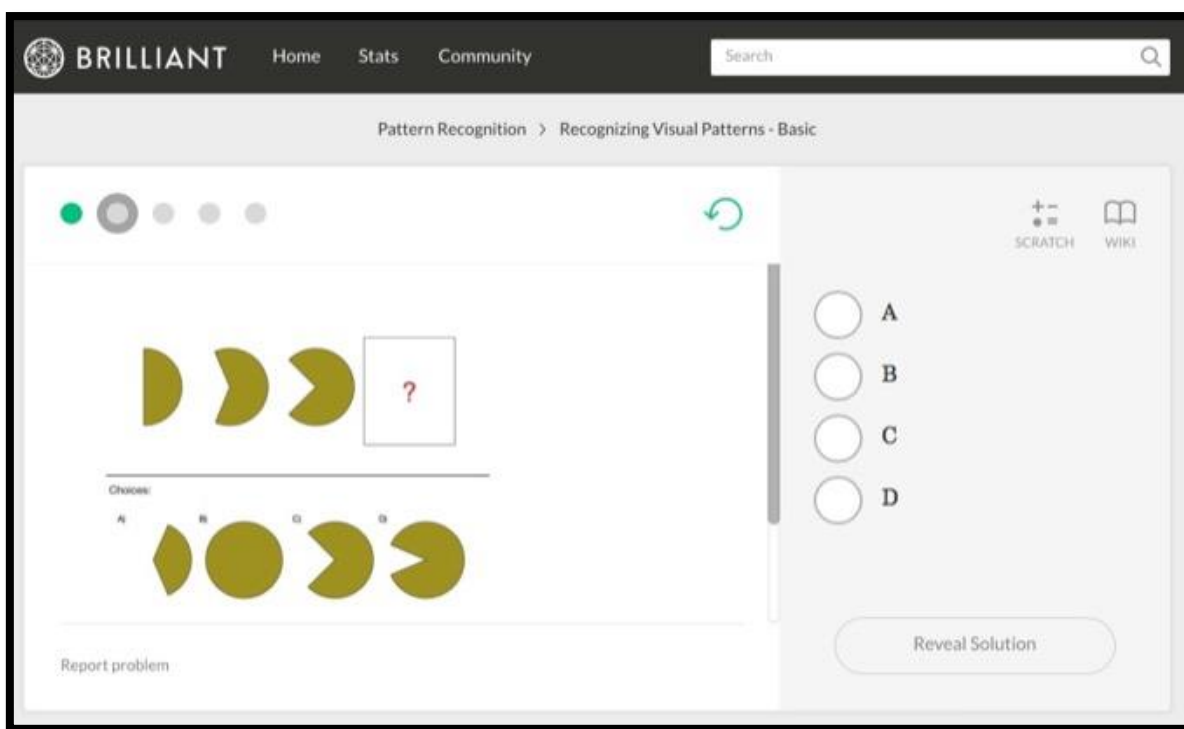 BRILLIANT Home Stats Community Search
Pattern Recognition > Recognizing Visual Patterns - Basic
SCRATCH WIKI
?
Choices:
A) B) C) D)
A
B
C
D
Reveal Solution
Report problem